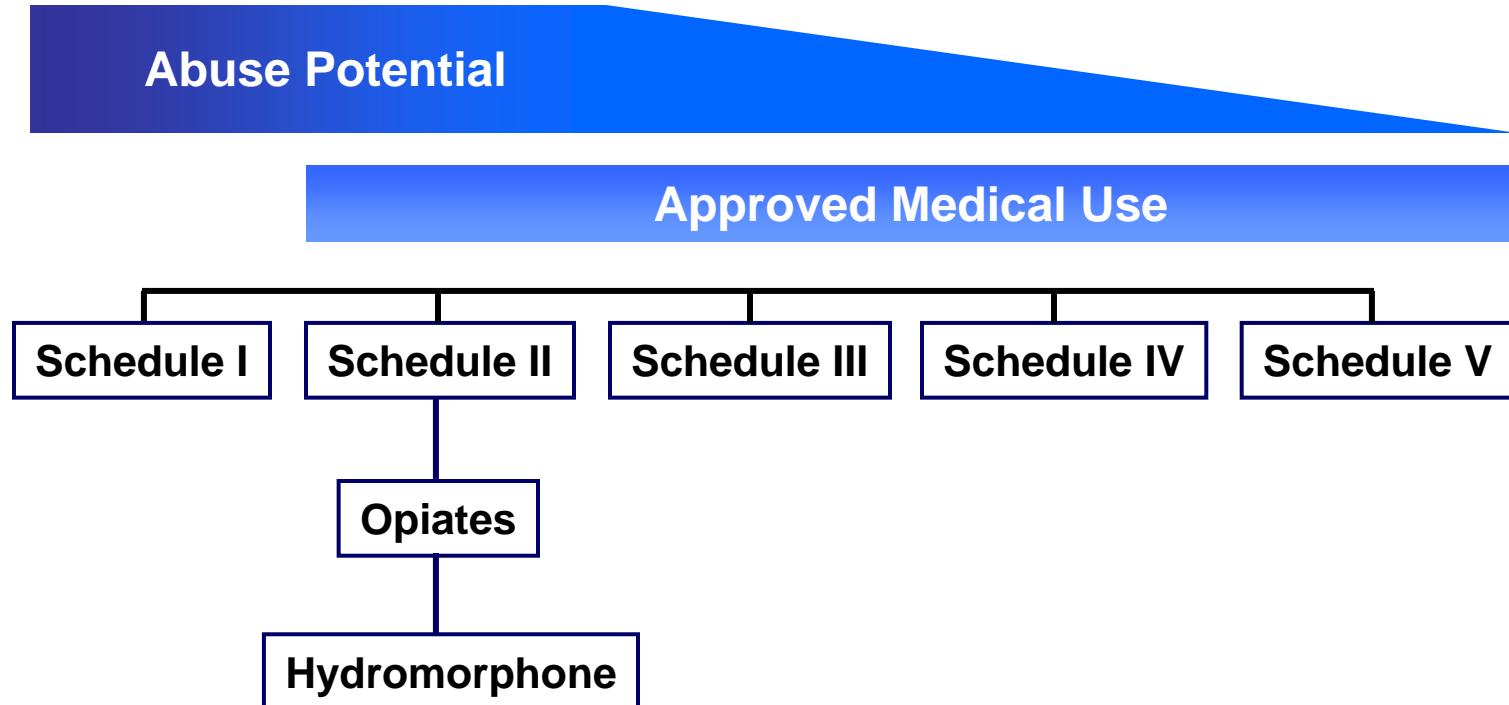 Abuse Potential
Approved Medical Use
Schedule I
Schedule II
Schedule III
Schedule IV
Schedule V
Opiates
Hydromorphone